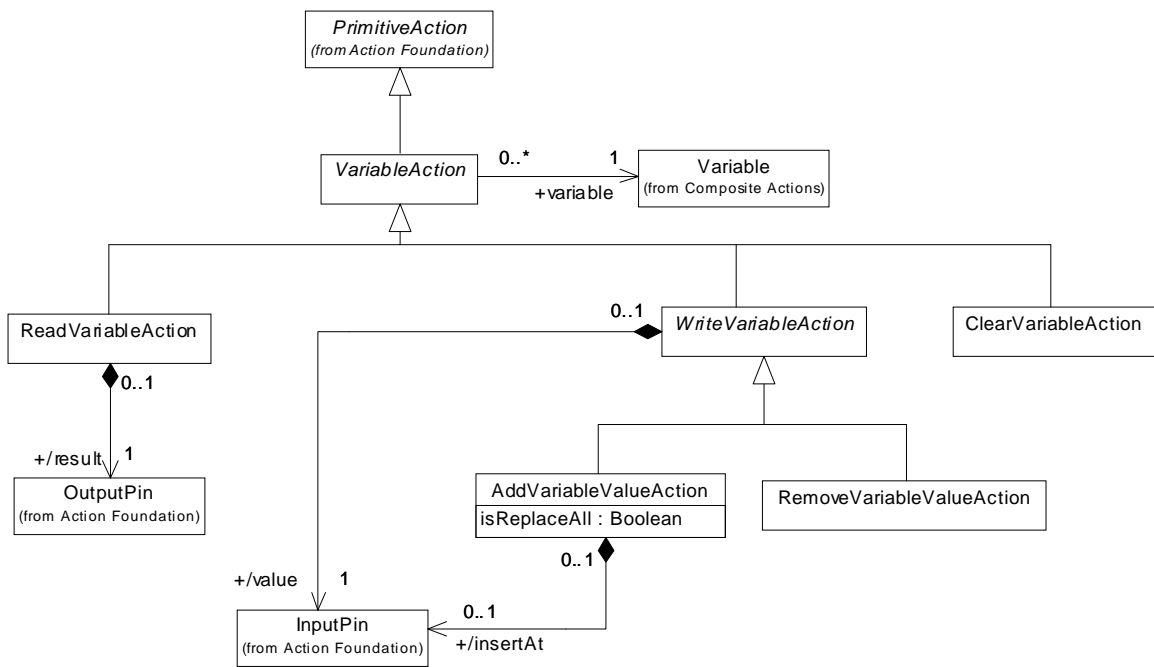 PrimitiveAction
(from Action Foundation)
VariableAction
0..*
1
+variable
Variable
(from Composite Actions)
ReadVariableAction
0..1
+/result
1
OutputPin
(from Action Foundation)
0..1
WriteVariableAction
ClearVariableAction
AddVariableValueAction
isReplaceAll : Boolean
RemoveVariableValueAction
0..1
+/value
1
InputPin
(from Action Foundation)
0..1
+/insertAt